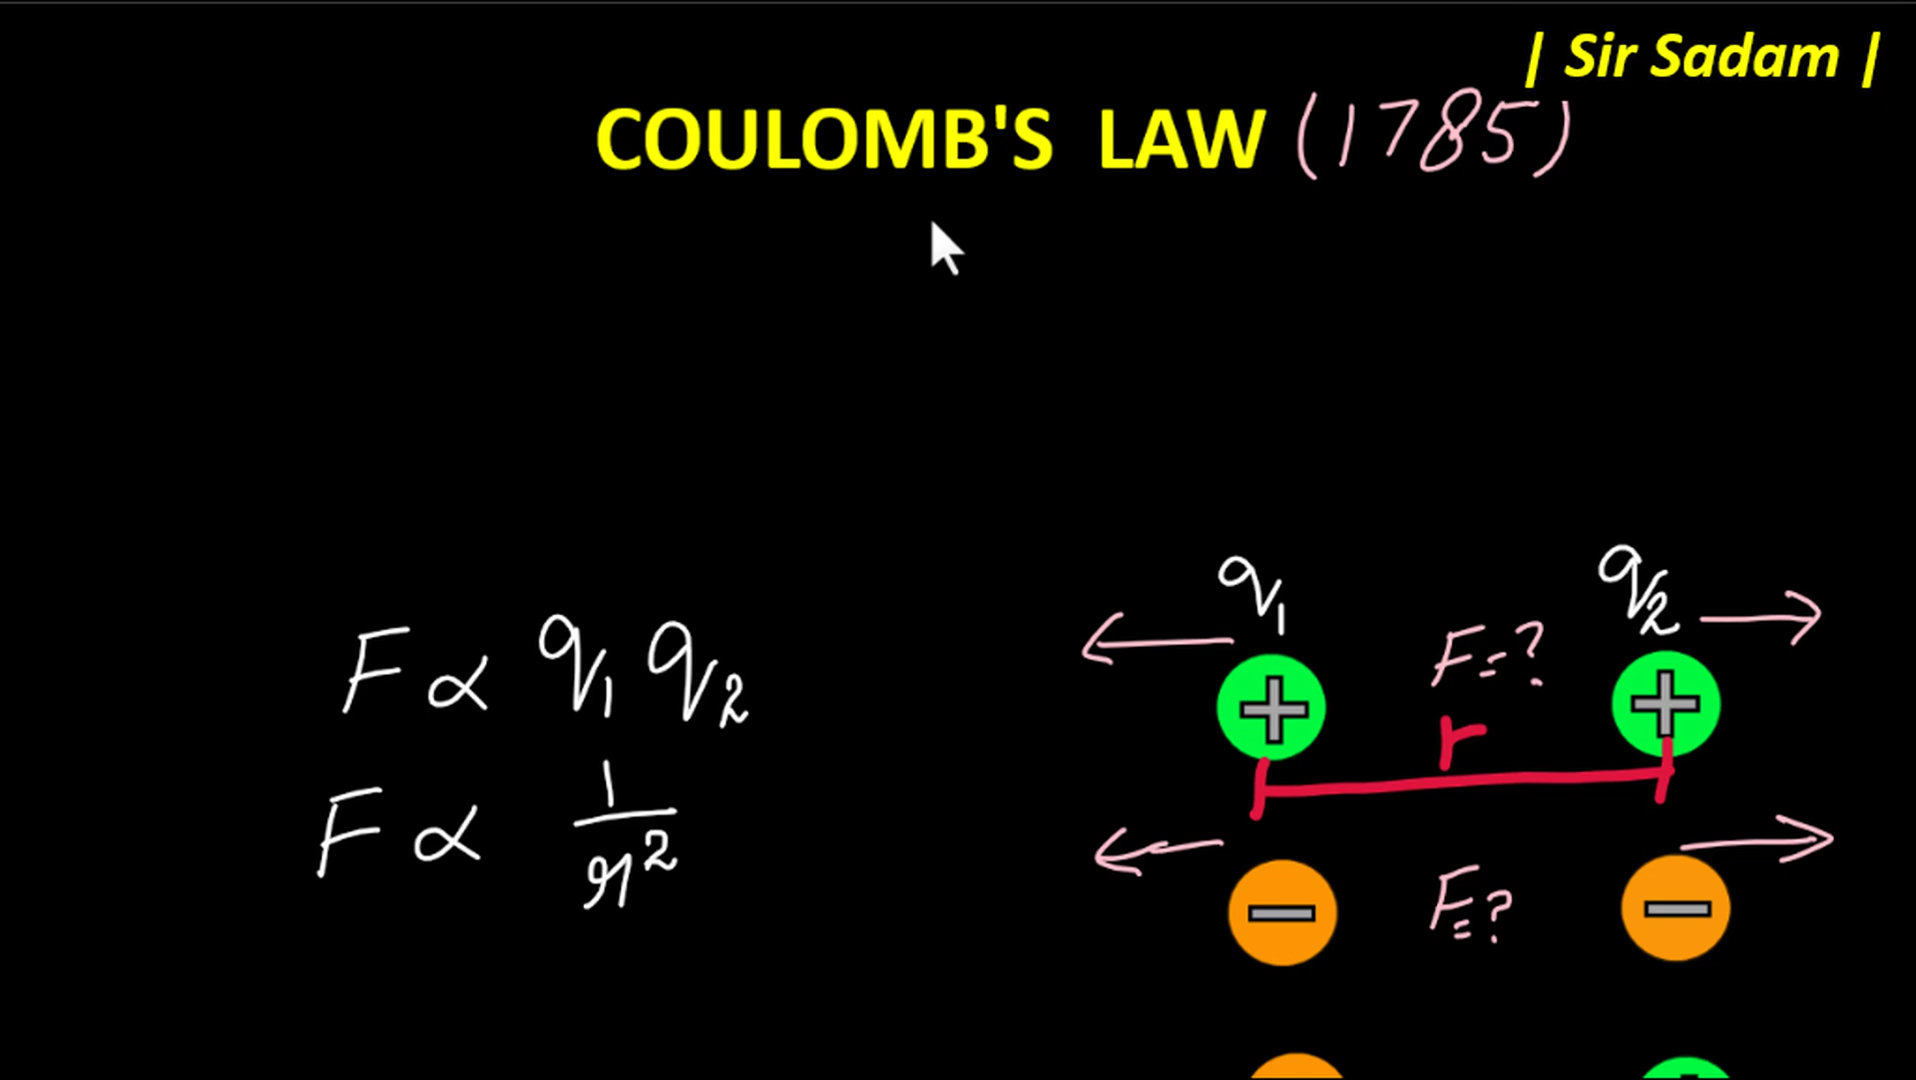 | Sir Sadam |
COULOMB'S LAW (1785)
q₁ q₂
F ∝ q₁ q₂
F=?
r
F ∝ 1/r²
F=?